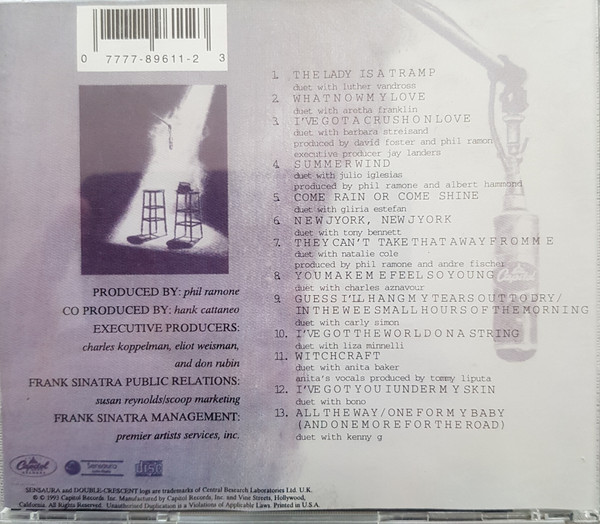 0 7777-89611-2 3
1. THE LADY IS A TRAMP
duet with luther vandross
2. WHAT NOW MY LOVE
duet with aretha franklin
3. I'VE GOT A CRUSH ON LOVE
duet with barbara streisand
produced by david foster and phil ramon
executive producer jay landers
4. SUMMERWIND
duet with julio iglesias
produced by phil ramone and albert hammond
5. COME RAIN OR COME SHINE
duet with gliria estefan
6. NEWJYORK, NEWJYORK
duet with tony bennett
7. THEY CAN'T TAKE THAT AWAY FROMM E
duet with natalie cole
produced by phil ramone and andre fischer
8. YOU MAKE ME FEEL SO YOUNG
duet with charles aznavour
9. GUESS I'LL HANG MY TEARS OUT TO DRY/
IN THE WEE SMALL HOURS OF THE MORNING
duet with carly simon
10. I'VE GOT THE WORLD ON A STRING
duet with liza minnelli
11. WITCHCRAFT
duet with anita baker
anita's vocals produced by tommy liputa
12. I'VE GOT YOU I UNDER MY SKIN
duet with bono
13. ALL THE WAY/ONE FOR MY BABY
(AND ONE MORE FOR THE ROAD)
duet with kenny g
PRODUCED BY: phil ramone
CO PRODUCED BY: hank cattaneo
EXECUTIVE PRODUCERS:
charles koppelman, eliot weisman,
and don rubin
FRANK SINATRA PUBLIC RELATIONS:
susan reynolds/scoop marketing
FRANK SINATRA MANAGEMENT:
premier artists services, inc.
Capitol
Sensaura
disc
SENSAURA and DOUBLE-CRESCENT logs are trademarks of Central Research Laboratories Ltd. U.K.
℗ © 1993 Capitol Records, Inc. Manufactured by Capitol Records, Inc. and Vine Streets, Hollywood,
California. All Rights Reserved. Unauthorised Duplication is a Violation of Applicable Laws. Printed in U.S.A.